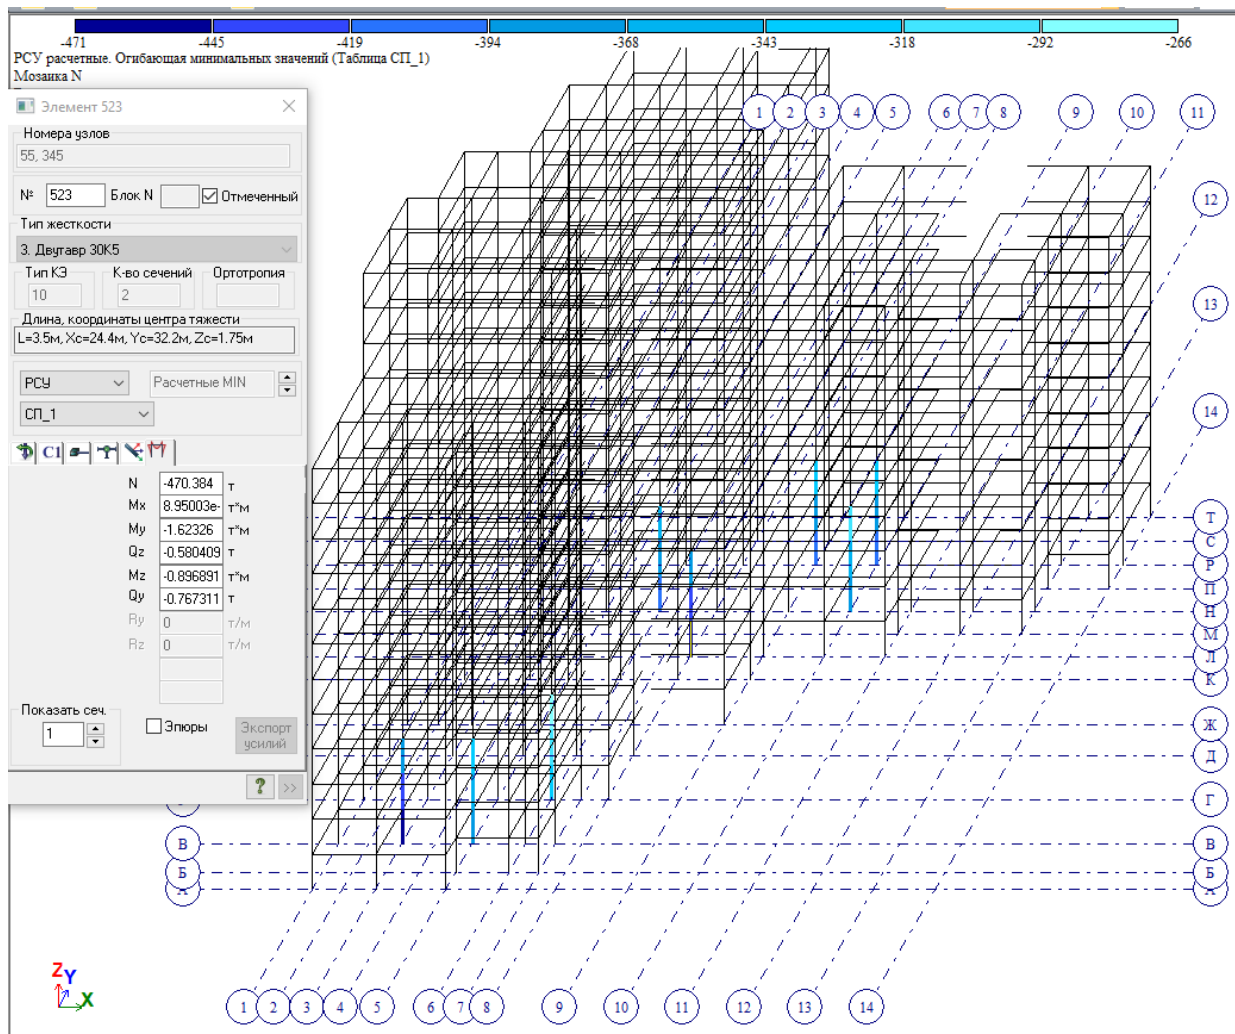 -471 -445 -419 -394 -368 -343 -318 -292 -266
РСУ расчетные. Огибающая минимальных значений (Таблица СП_1)
Мозаика N
Элемент 523
Номера узлов
55, 345
№ 523 Блок N Отмеченный
Тип жесткости
3. Двутавр 30К5
Тип КЭ К-во сечений Ортотропия
10 2
Длина, координаты центра тяжести
L=3.5м, Xc=24.4м, Yc=32.2м, Zc=1.75м
РСУ Расчетные MIN
СП_1
C1
N -470.384 т
Mx 8.95003e- т*м
My -1.62326 т*м
Qz -0.580409 т
Mz -0.896891 т*м
Qy -0.767311 т
Ry 0 т/м
Rz 0 т/м
Показать сеч.
1 Эпюры Экспорт усилий
? >>
1 2 3 4 5 6 7 8 9 10 11
12
13
14
Т
С
Р
П
Н
М
Л
К
Ж
Д
Г
В В
Б Б
А А
Z Y X
1 2 3 4 5 6 7 8 9 10 11 12 13 14